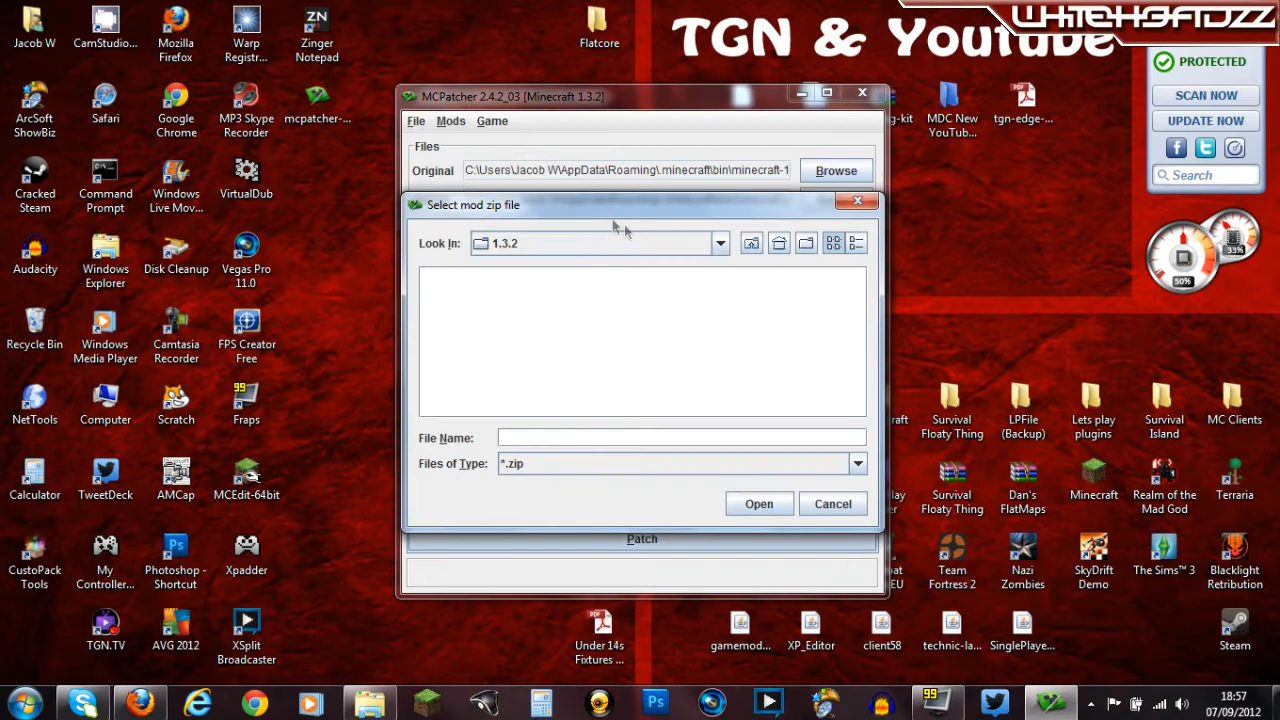 TGN & Youtube
WHITEH3ADZZ
Jacob W
CamStudio...
Mozilla Firefox
Warp Registr...
Zinger Notepad
Flatcore
ArcSoft ShowBiz
Safari
Google Chrome
MP3 Skype Recorder
mcpatcher-...
g-kit
MDC New YouTub...
tgn-edge-...
PROTECTED
SCAN NOW
UPDATE NOW
Search
33%
50%
MCPatcher 2.4.2_03 [Minecraft 1.3.2]
File Mods Game
Files
Original C:\Users\Jacob W\AppData\Roaming\.minecraft\bin\minecraft-1 Browse
Select mod zip file
Look In: 1.3.2
File Name:
Files of Type: *.zip
Open Cancel
Patch
Cracked Steam
Command Prompt
Windows Live Mov...
VirtualDub
Audacity
Windows Explorer
Disk Cleanup
Vegas Pro 11.0
Recycle Bin
Windows Media Player
Camtasia Recorder
FPS Creator Free
NetTools
Computer
Scratch
99
Fraps
Calculator
TweetDeck
AMCap
MCEdit-64bit
CustoPack Tools
My Controller...
Photoshop - Shortcut
Xpadder
TGN.TV
AVG 2012
XSplit Broadcaster
raft
Survival Floaty Thing
LPFile (Backup)
Lets play plugins
Survival Island
MC Clients
Survival Floaty Thing
Dan's FlatMaps
Minecraft
Realm of the Mad God
Terraria
Team Fortress 2
Nazi Zombies
SkyDrift Demo
The Sims™ 3
Blacklight Retribution
Under 14s Fixtures ...
gamemod...
XP_Editor
client58
technic-la...
SinglePlaye...
Steam
99
18:57
07/09/2012